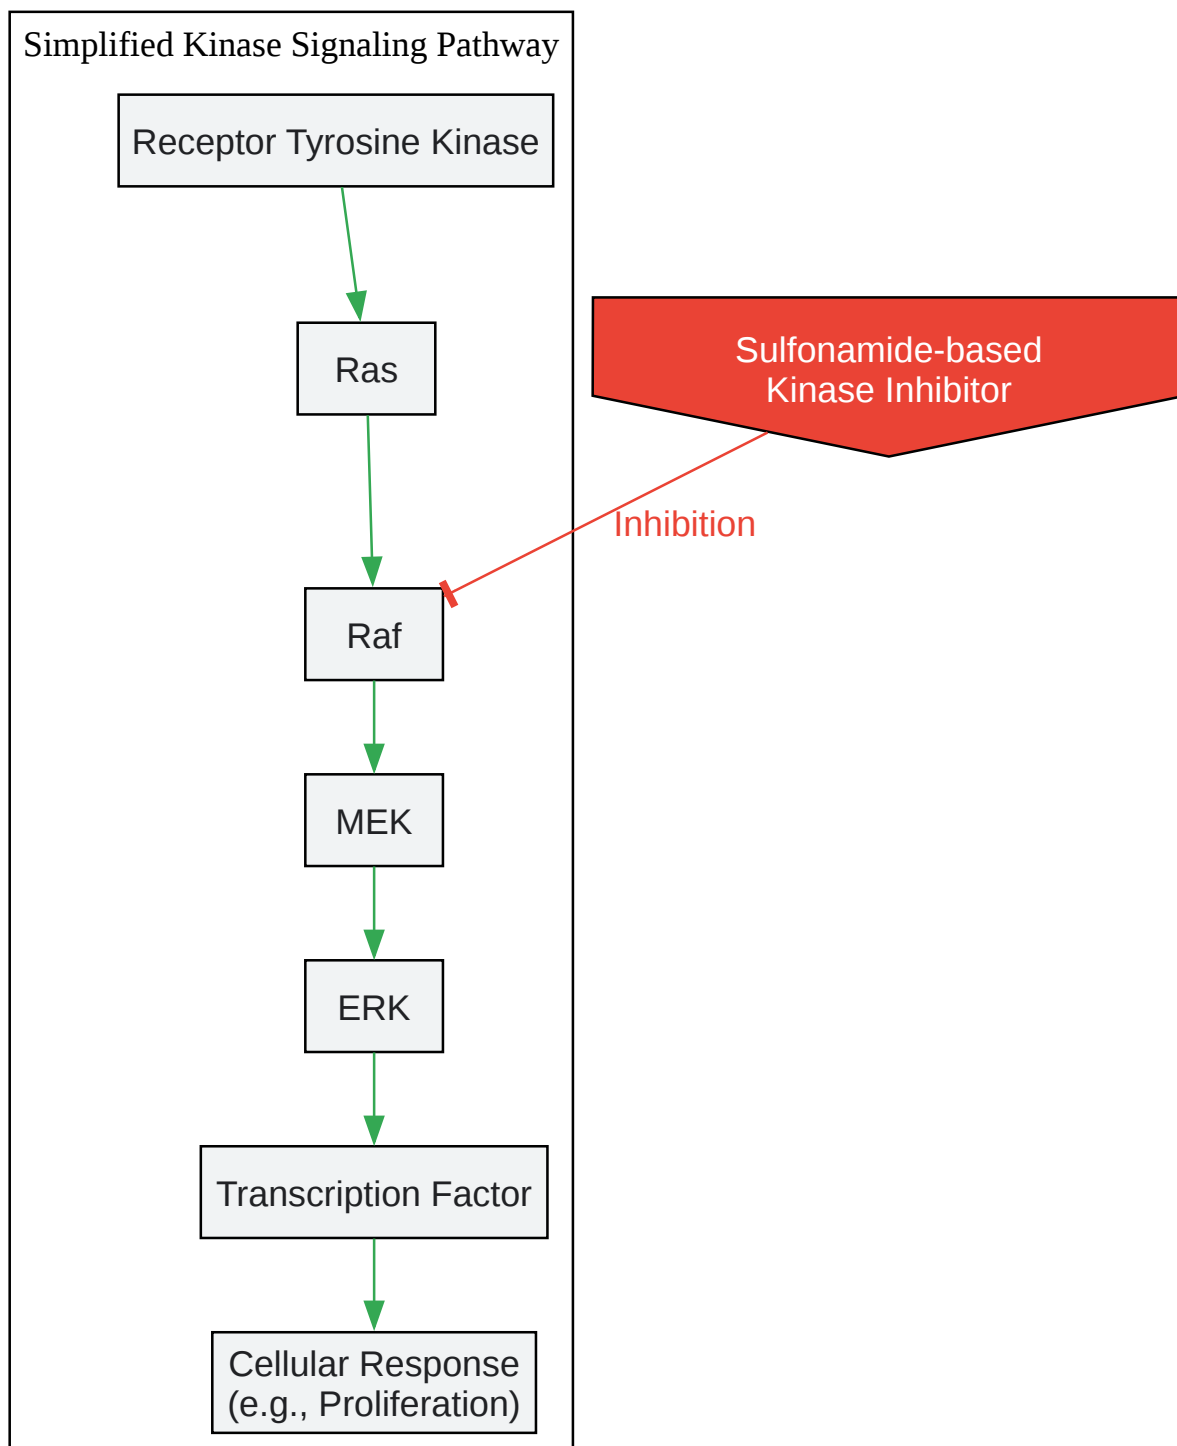 Simplified Kinase Signaling Pathway
Receptor Tyrosine Kinase
Ras
Sulfonamide-based
Kinase Inhibitor
Inhibition
Raf
MEK
ERK
Transcription Factor
Cellular Response
(e.g., Proliferation)